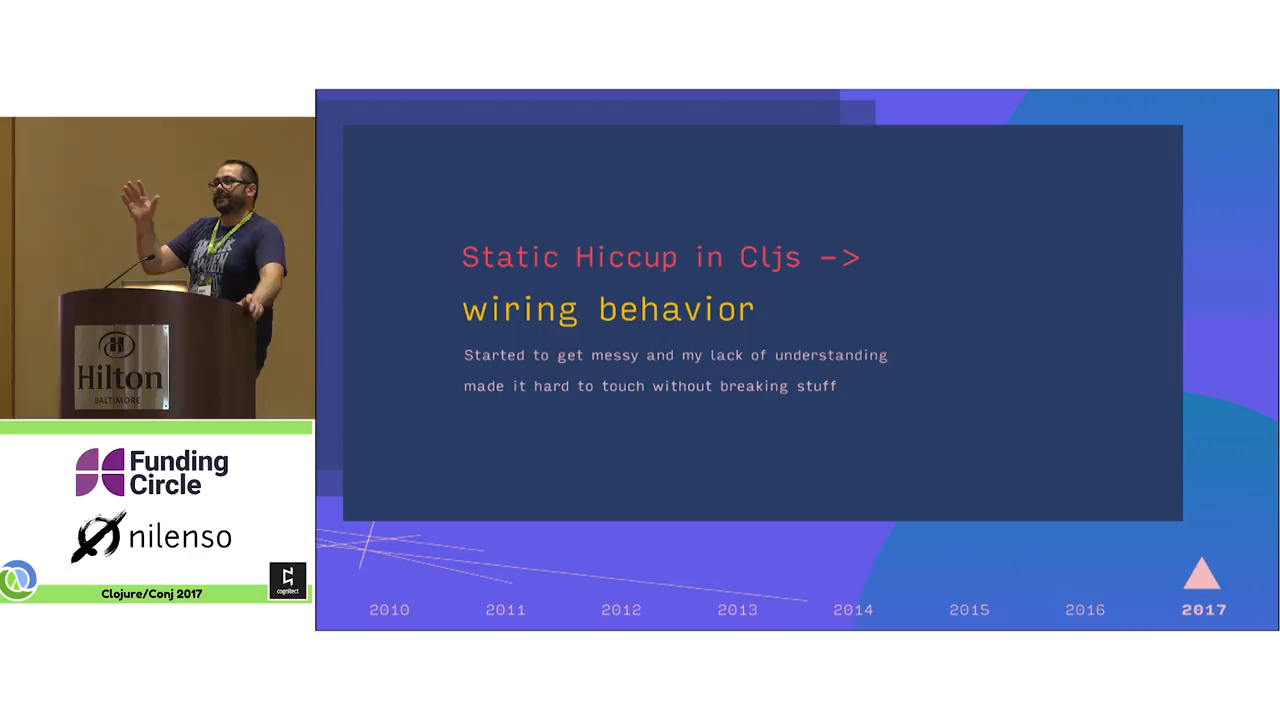 Static Hiccup in Cljs ->
wiring behavior
Started to get messy and my lack of understanding
made it hard to touch without breaking stuff
2010 2011 2012 2013 2014 2015 2016 2017
H
Hilton
BALTIMORE
Funding
Circle
nilenso
Clojure/Conj 2017
cognitect